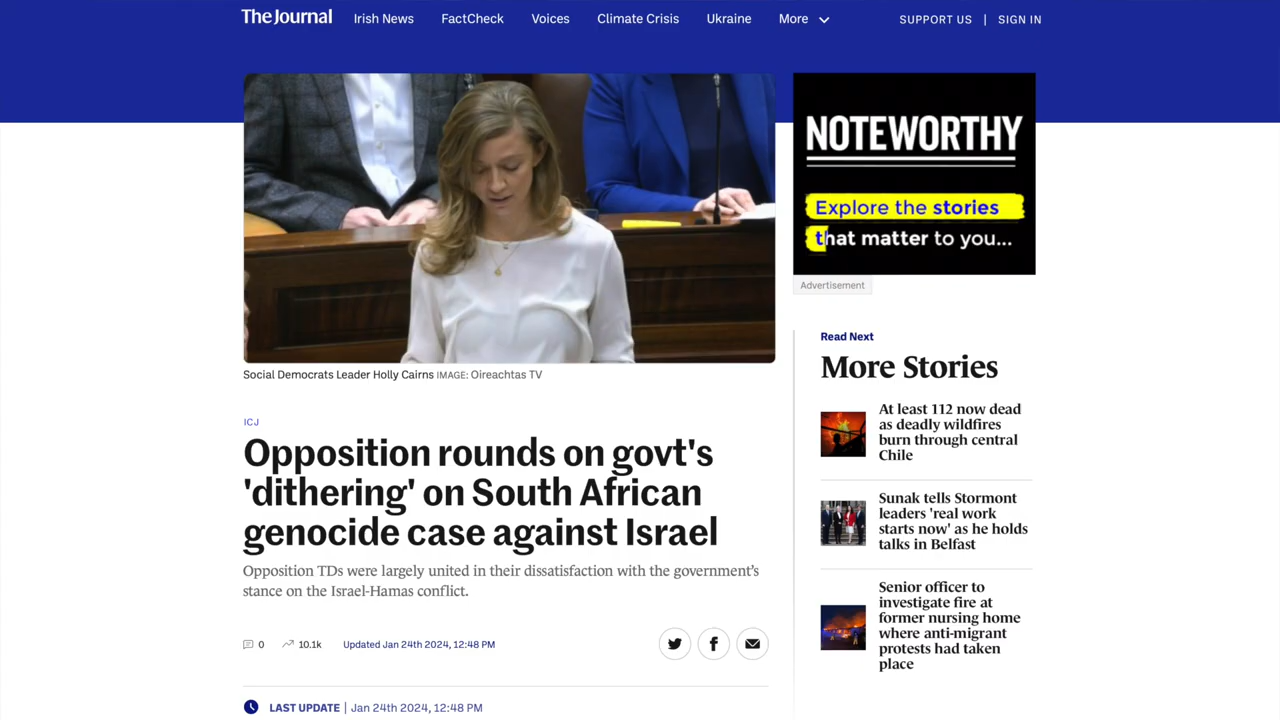 The Journal
Irish News
FactCheck
Voices
Climate Crisis
Ukraine
More
SUPPORT US | SIGN IN
NOTEWORTHY
Explore the stories
that matter to you...
Advertisement
Social Democrats Leader Holly Cairns IMAGE: Oireachtas TV
ICJ
Opposition rounds on govt's
'dithering' on South African
genocide case against Israel
Opposition TDs were largely united in their dissatisfaction with the government's
stance on the Israel-Hamas conflict.
0
10.1k
Updated Jan 24th 2024, 12:48 PM
LAST UPDATE | Jan 24th 2024, 12:48 PM
Read Next
More Stories
At least 112 now dead
as deadly wildfires
burn through central
Chile
Sunak tells Stormont
leaders 'real work
starts now' as he holds
talks in Belfast
Senior officer to
investigate fire at
former nursing home
where anti-migrant
protests had taken
place